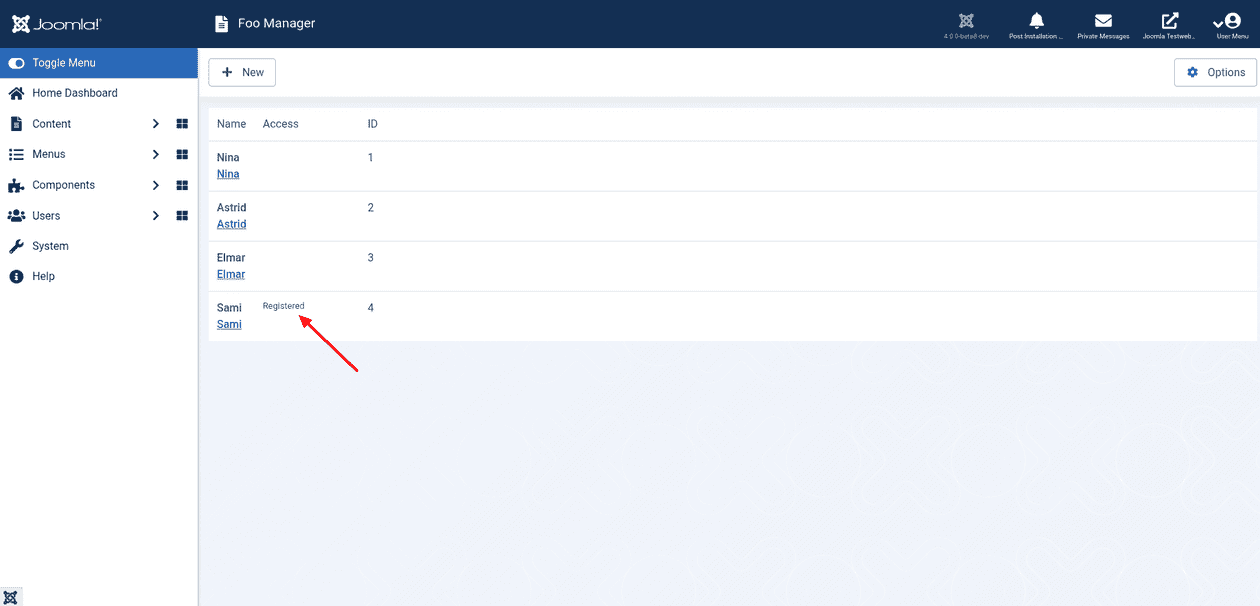 Joomla!® Foo Manager 4.0.0-beta8-dev Post Installation ... Private Messages Joomla Testweb... User Menu
Toggle Menu
Home Dashboard
Content
Menus
Components
Users
System
Help
New Options
Name Access ID
Nina 1
Nina
Astrid 2
Astrid
Elmar 3
Elmar
Sami Registered 4
Sami